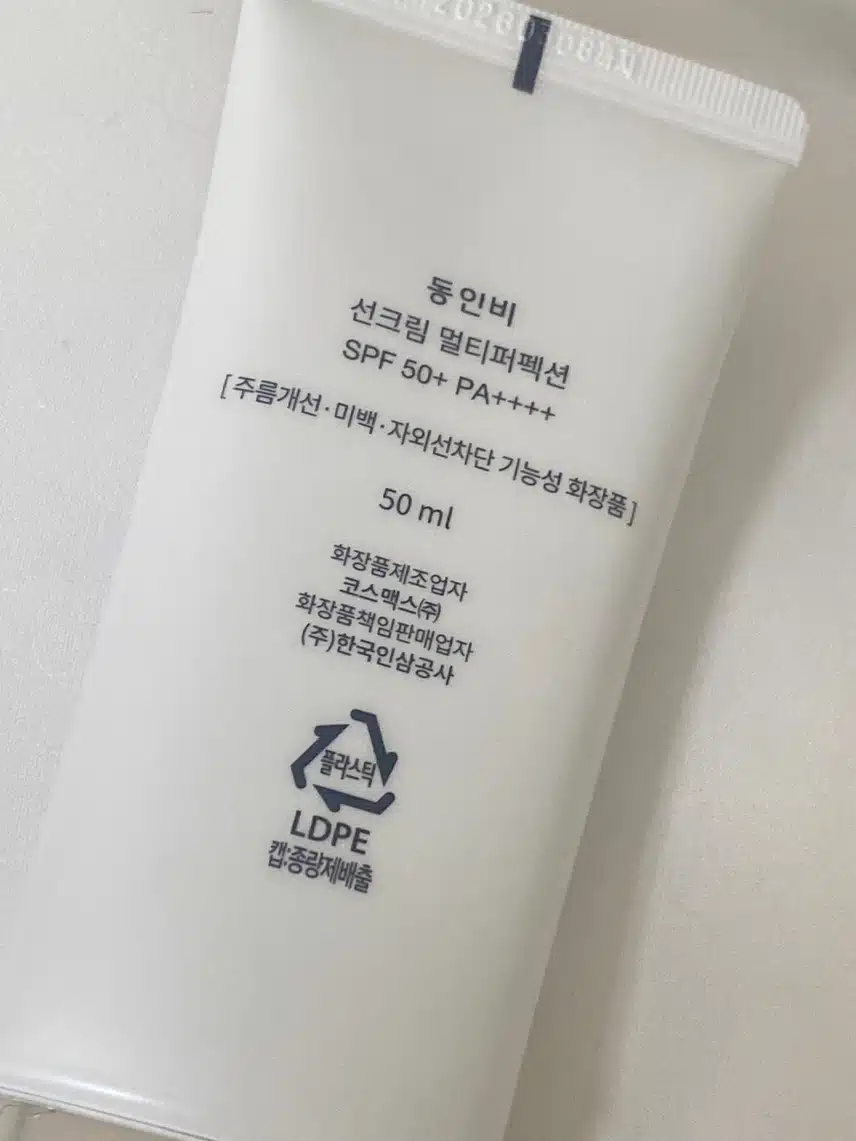 동인비
선크림 멀티퍼펙션
SPF 50+ PA++++
[주름개선·미백·자외선차단 기능성 화장품]
50 ml
화장품제조업자
코스맥스㈜
화장품책임판매업자
(주)한국인삼공사
플라스틱
LDPE
캡:종량제배출